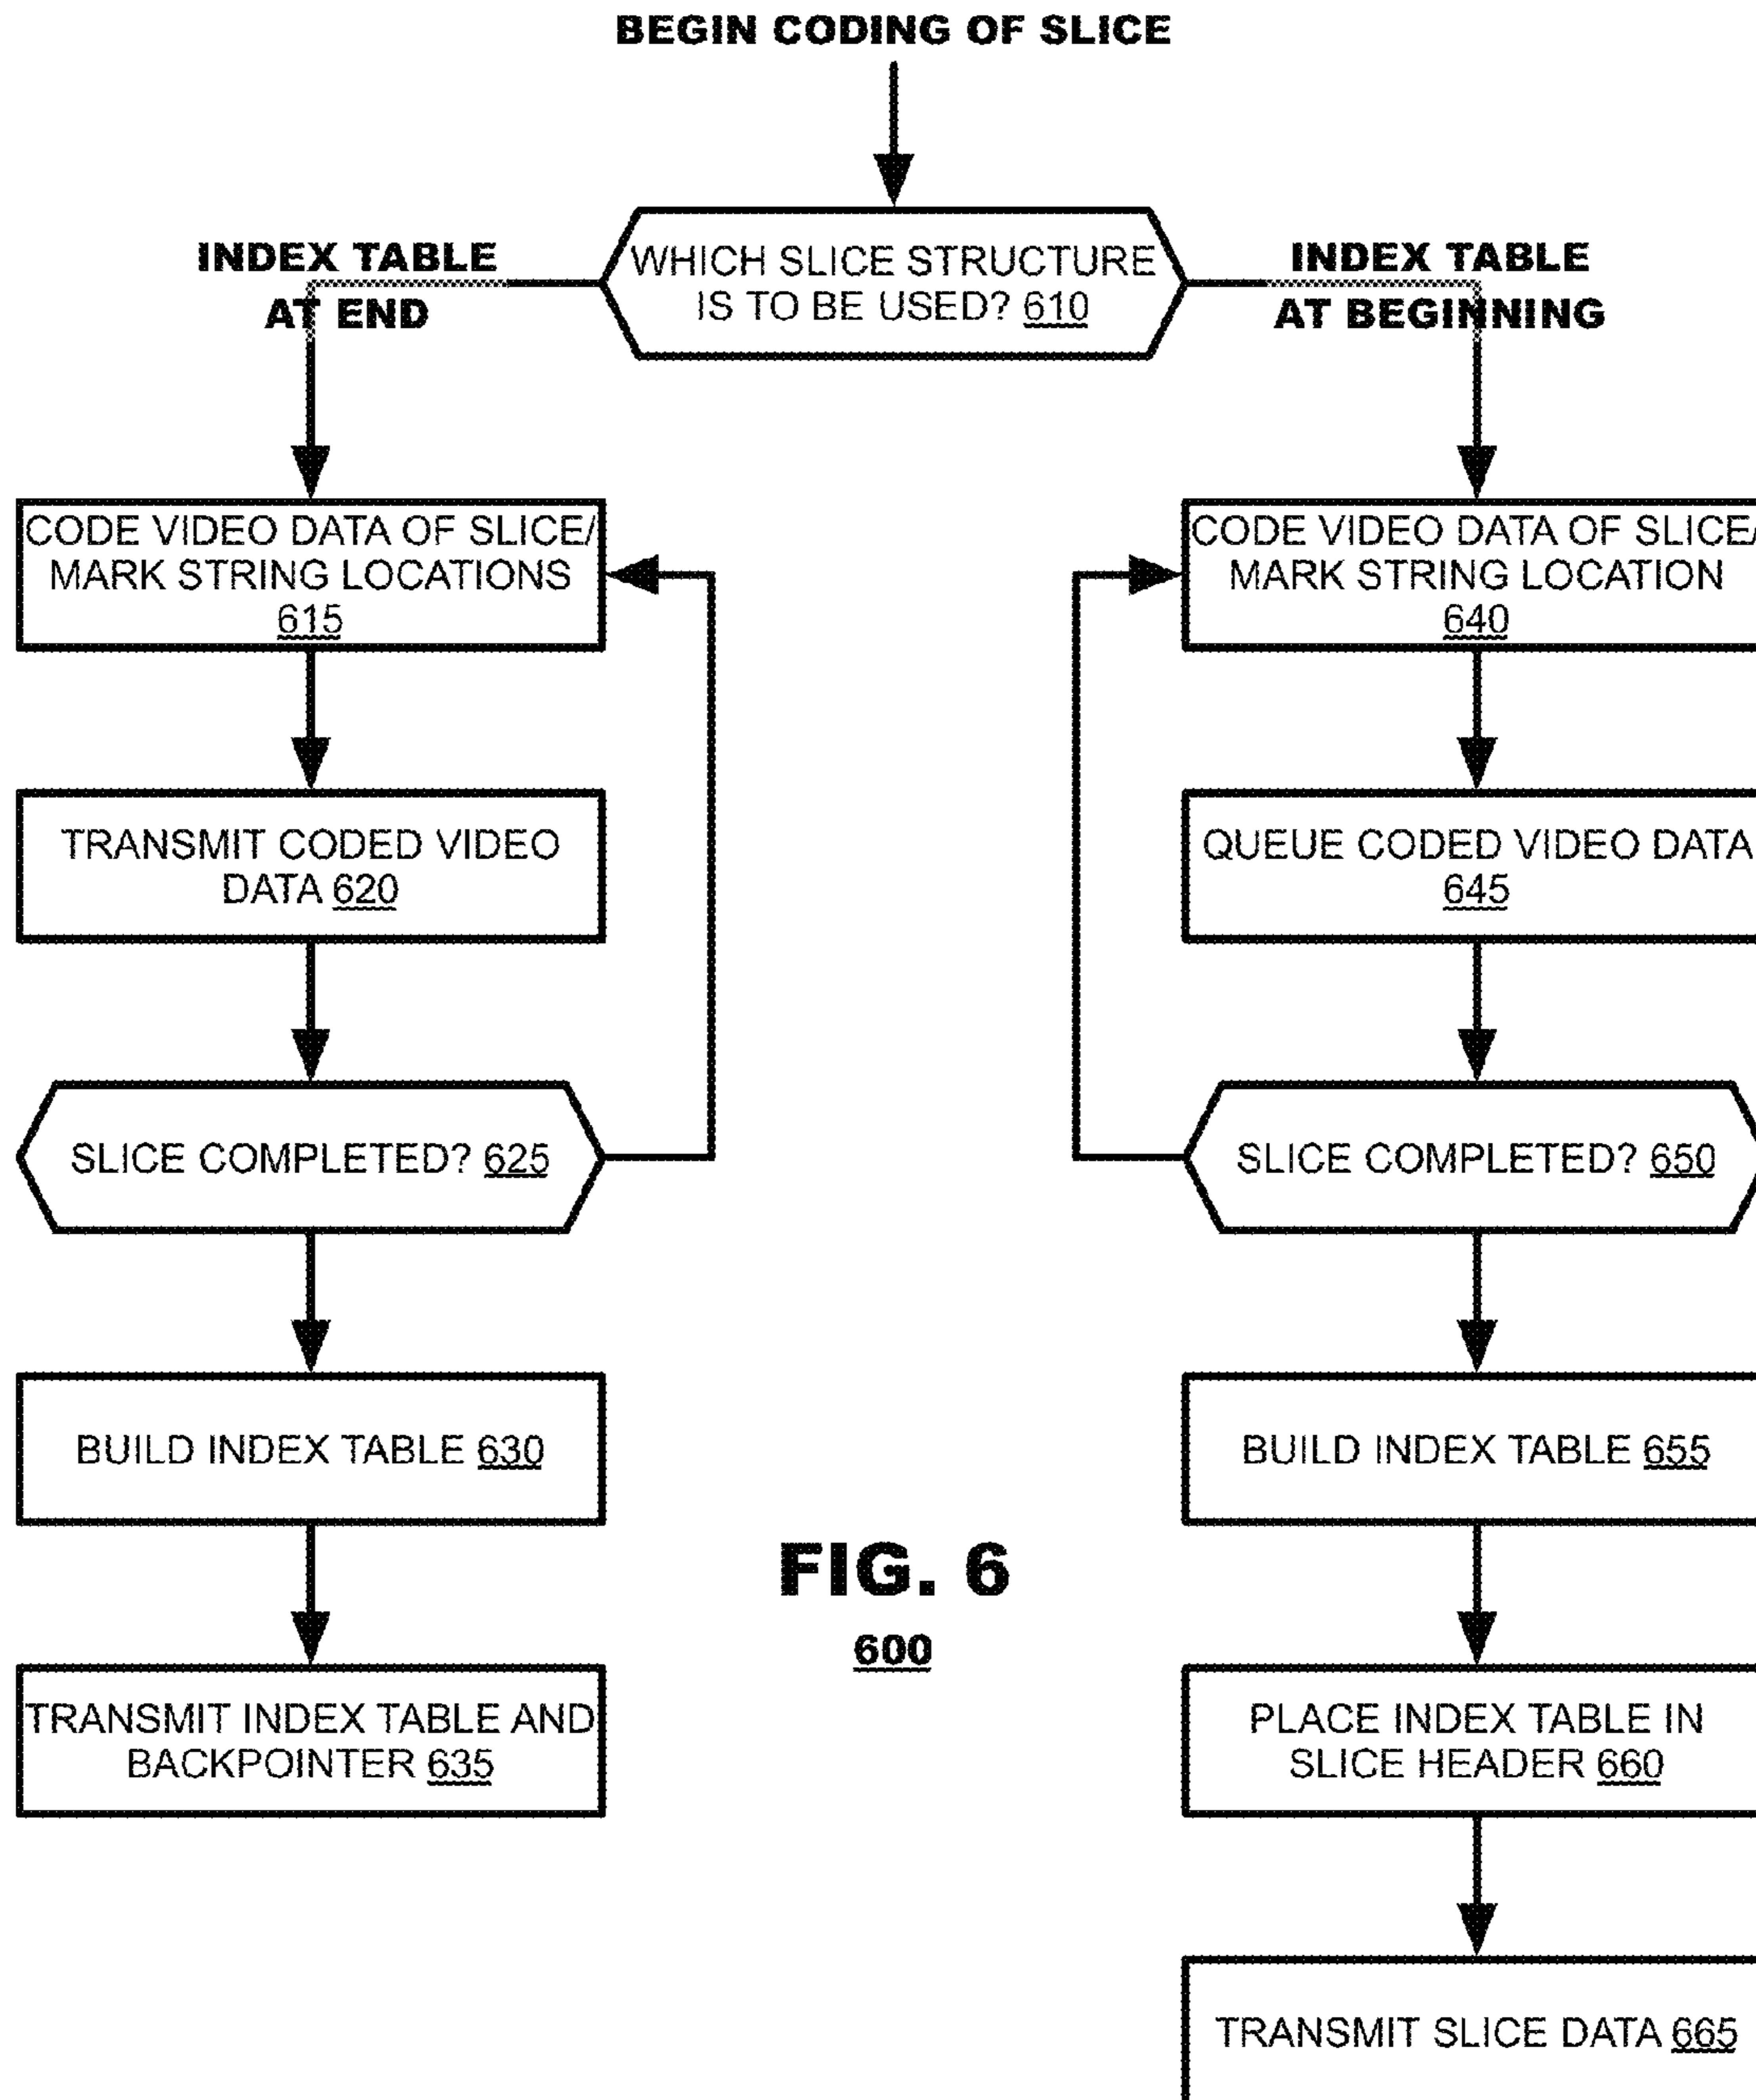 BEGIN CODING OF SLICE
WHICH SLICE STRUCTURE
IS TO BE USED? 610
INDEX TABLE
AT END
INDEX TABLE
AT BEGINNING
CODE VIDEO DATA OF SLICE/
MARK STRING LOCATIONS
615
TRANSMIT CODED VIDEO
DATA 620
SLICE COMPLETED? 625
BUILD INDEX TABLE 630
TRANSMIT INDEX TABLE AND
BACKPOINTER 635
CODE VIDEO DATA OF SLICE/
MARK STRING LOCATION
640
QUEUE CODED VIDEO DATA
645
SLICE COMPLETED? 650
BUILD INDEX TABLE 655
PLACE INDEX TABLE IN
SLICE HEADER 660
TRANSMIT SLICE DATA 665
FIG. 6
600